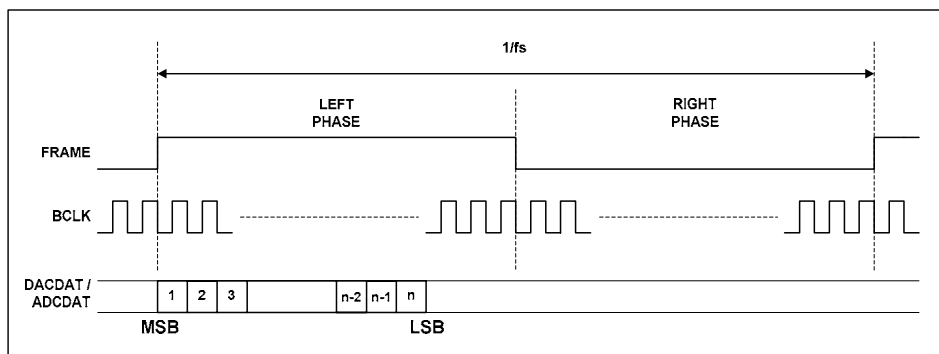 1/fs
LEFT
PHASE
RIGHT
PHASE
FRAME
BCLK
DACDAT /
ADCDAT
1 2 3 n-2 n-1 n
MSB LSB